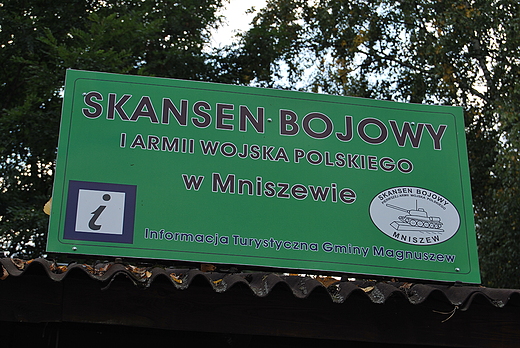 SKANSEN BOJOWY
I ARMII WOJSKA POLSKIEGO
w Mniszewie
i
SKANSEN BOJOWY
MNISZEW
Informacja Turystyczna Gminy Magnuszew